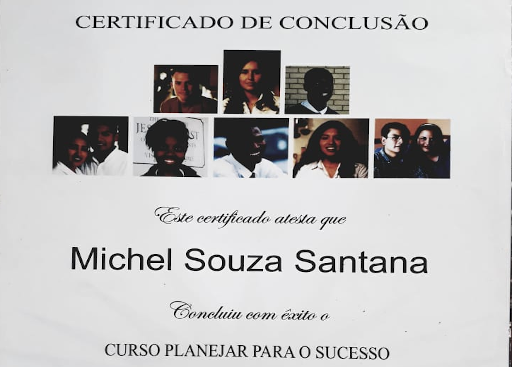 CERTIFICADO DE CONCLUSÃO
Este certificado atesta que
Michel Souza Santana
Concluiu com êxito o
CURSO PLANEJAR PARA O SUCESSO